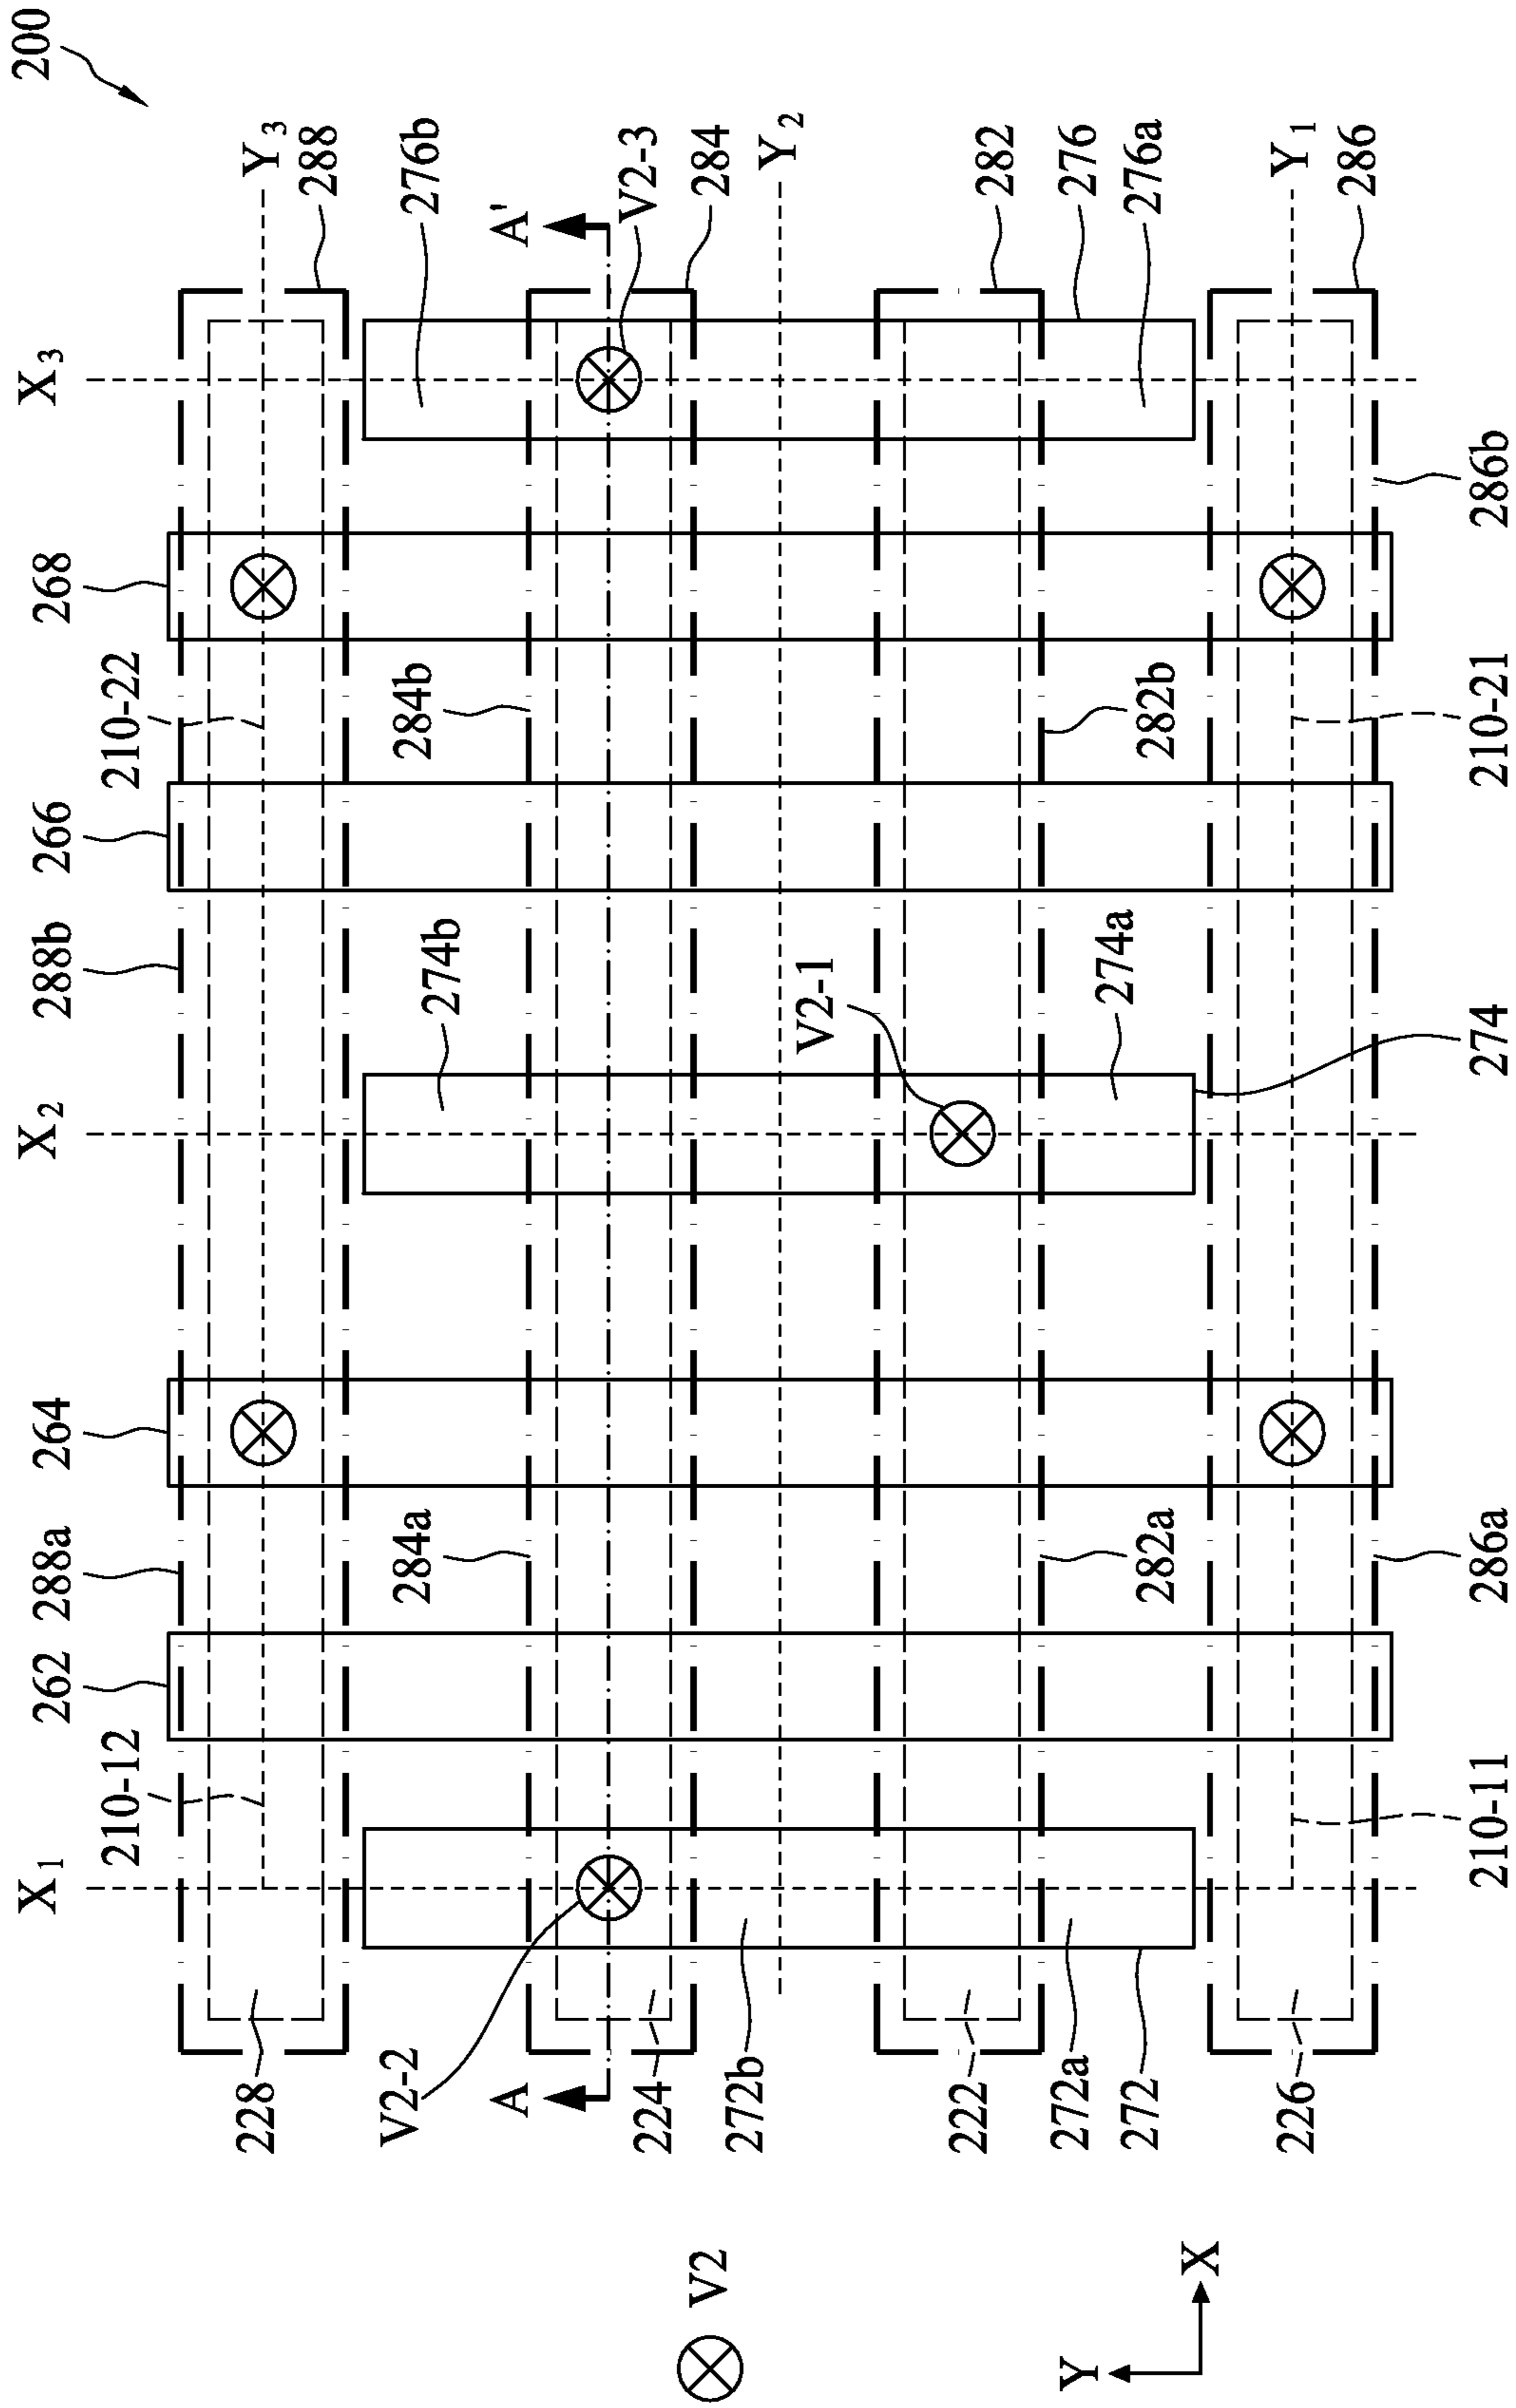 200
X₁
262
264
X₂
266
268
X₃
288a
288b
210-12
210-22
Y₃
288
228
276b
284a
274b
284b
A
A'
V2-2
V2-3
224
284
272b
Y₂
V2-1
222
282
272a
282a
274a
282b
276
272
276a
226
Y₁
286
210-11
286a
274
210-21
286b
V2
Y
X